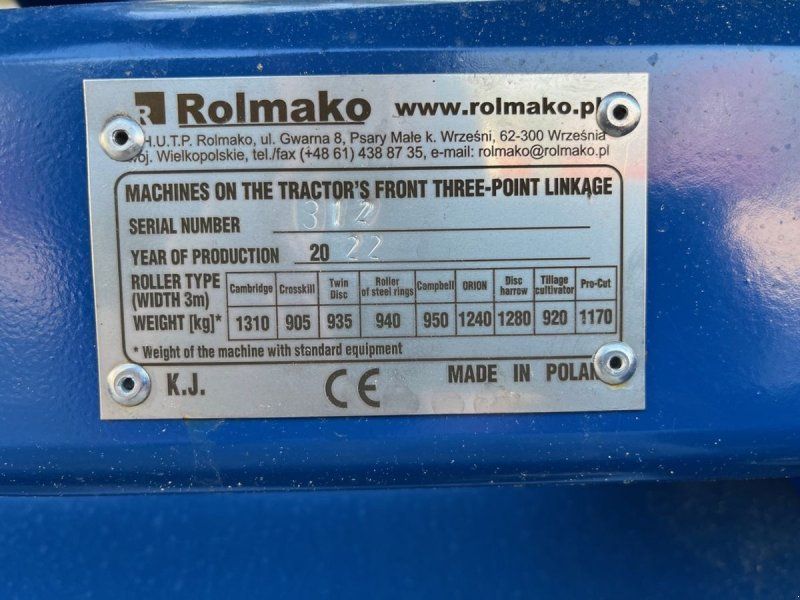 R Rolmako www.rolmako.pl
H.U.T.P. Rolmako, ul. Gwarna 8, Psary Małe k. Wrześni, 62-300 Września
woj. Wielkopolskie, tel./fax (+48 61) 438 87 35, e-mail: rolmako@rolmako.pl
MACHINES ON THE TRACTOR'S FRONT THREE-POINT LINKAGE
SERIAL NUMBER 312
YEAR OF PRODUCTION 20 22
ROLLER TYPE (WIDTH 3m) Cambridge Crosskill Twin Disc Roller of steel rings Campbell ORION Disc harrow Tillage cultivator Pro-Cut
WEIGHT [kg]* 1310 905 935 940 950 1240 1280 920 1170
* Weight of the machine with standard equipment
K.J. CE MADE IN POLAN